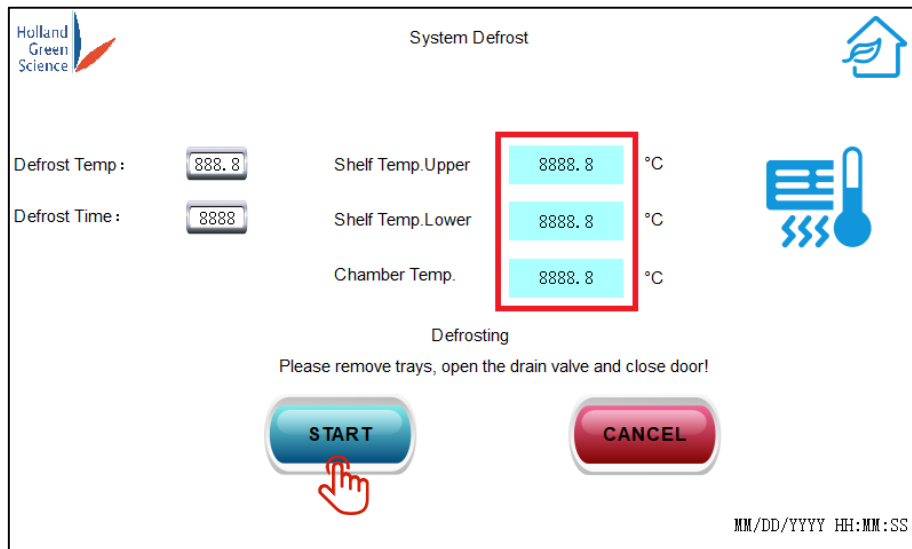 Holland
Green
Science
System Defrost
Defrost Temp： 888.8 Shelf Temp.Upper 8888.8 °C
Defrost Time： 8888 Shelf Temp.Lower 8888.8 °C
Chamber Temp. 8888.8 °C
Defrosting
Please remove trays, open the drain valve and close door!
START CANCEL
MM/DD/YYYY HH:MM:SS